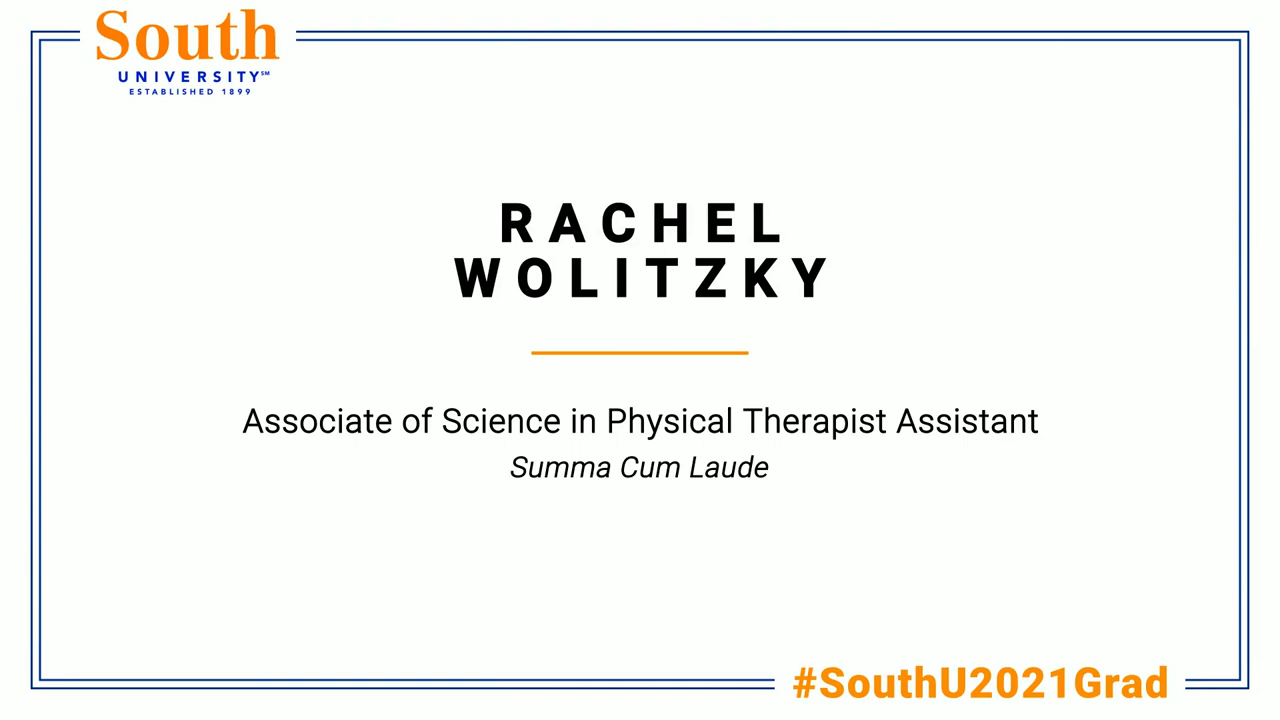 South
UNIVERSITY℠
ESTABLISHED 1899
RACHEL
WOLITZKY
Associate of Science in Physical Therapist Assistant
Summa Cum Laude
#SouthU2021Grad